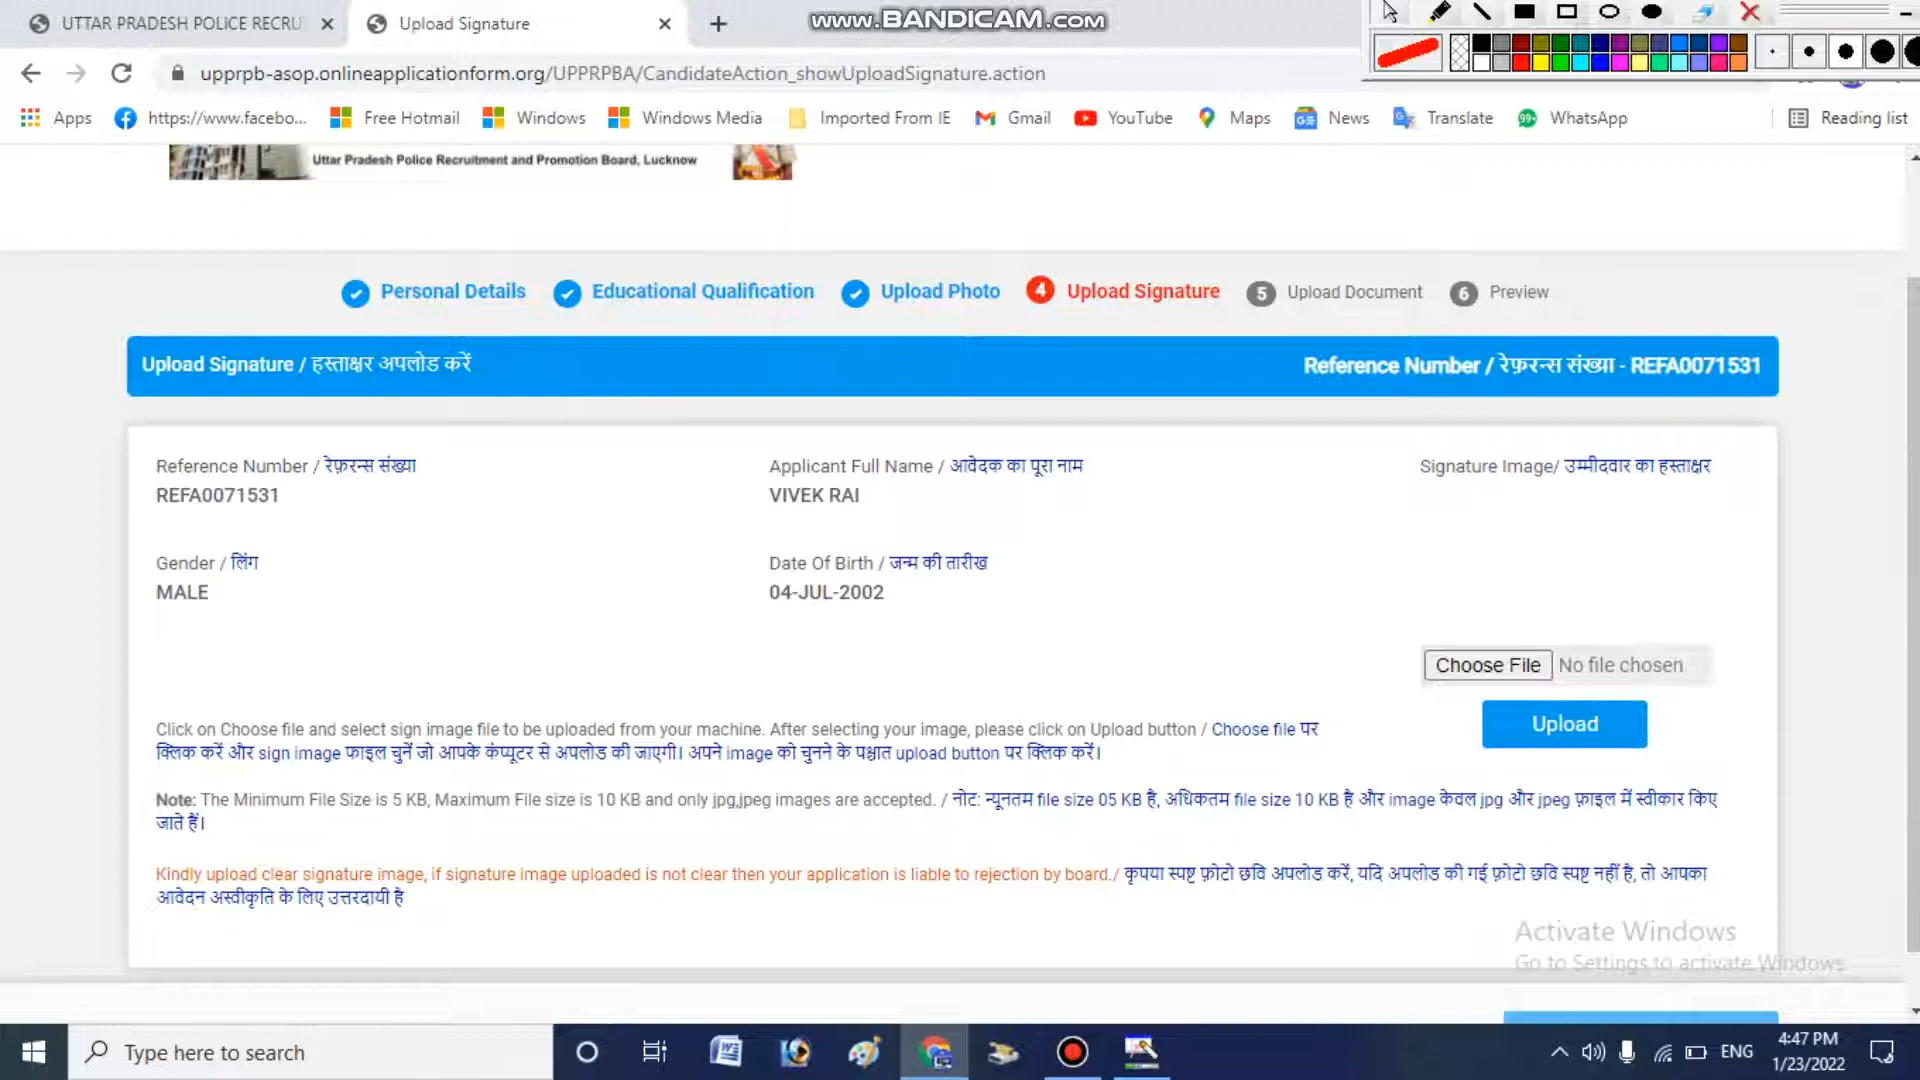 UTTAR PRADESH POLICE RECRU
Upload Signature
www.BANDICAM.com
upprpb-asop.onlineapplicationform.org/UPPRPBA/CandidateAction_showUploadSignature.action
Apps
https://www.facebo...
Free Hotmail
Windows
Windows Media
Imported From IE
Gmail
YouTube
Maps
News
Translate
WhatsApp
Reading list
Uttar Pradesh Police Recruitment and Promotion Board, Lucknow
Personal Details
Educational Qualification
Upload Photo
4 Upload Signature
5 Upload Document
6 Preview
Upload Signature / हस्ताक्षर अपलोड करें
Reference Number / रेफ़रन्स संख्या - REFA0071531
Reference Number / रेफ़रन्स संख्या
REFA0071531
Applicant Full Name / आवेदक का पूरा नाम
VIVEK RAI
Signature Image/ उम्मीदवार का हस्ताक्षर
Gender / लिंग
MALE
Date Of Birth / जन्म की तारीख
04-JUL-2002
Choose File No file chosen
Upload
Click on Choose file and select sign image file to be uploaded from your machine. After selecting your image, please click on Upload button / Choose file पर
क्लिक करें और sign image फाइल चुनें जो आपके कंप्यूटर से अपलोड की जाएगी। अपने image को चुनने के पश्चात upload button पर क्लिक करें।
Note: The Minimum File Size is 5 KB, Maximum File size is 10 KB and only jpg,jpeg images are accepted. / नोट: न्यूनतम file size 05 KB है, अधिकतम file size 10 KB है और image केवल jpg और jpeg फ़ाइल में स्वीकार किए
जाते हैं।
Kindly upload clear signature image, if signature image uploaded is not clear then your application is liable to rejection by board./ कृपया स्पष्ट फ़ोटो छवि अपलोड करें, यदि अपलोड की गई फ़ोटो छवि स्पष्ट नहीं है, तो आपका
आवेदन अस्वीकृति के लिए उत्तरदायी है
Activate Windows
Go to Settings to activate Windows.
Type here to search
ENG
4:47 PM
1/23/2022